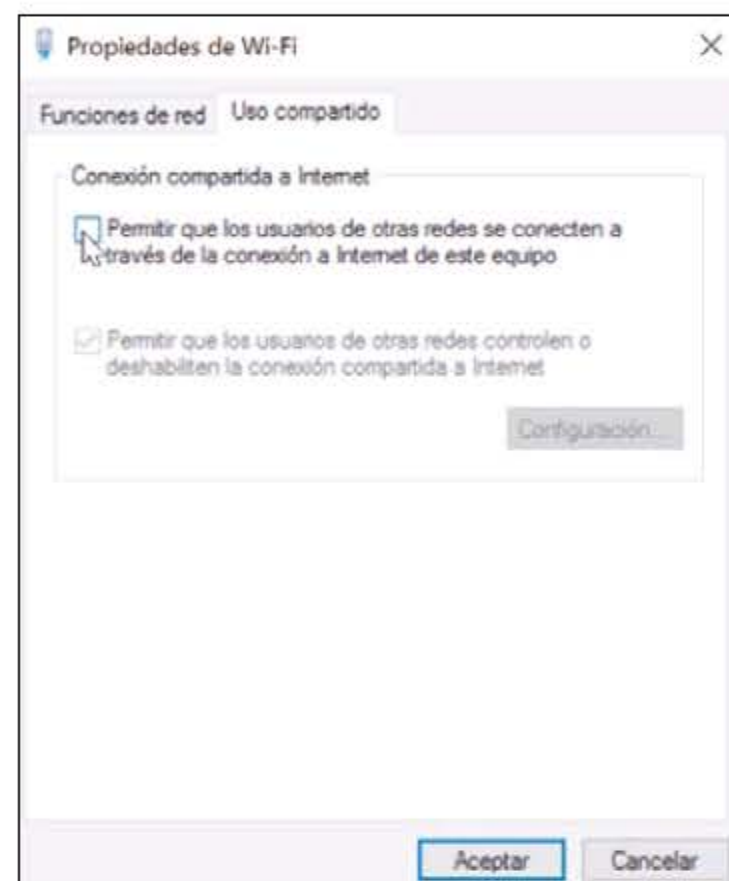 Propiedades de Wi-Fi
Funciones de red Uso compartido
Conexión compartida a Internet
Permitir que los usuarios de otras redes se conecten a
través de la conexión a Internet de este equipo
Permitir que los usuarios de otras redes controlen o
deshabiliten la conexión compartida a Internet
Configuración...
Aceptar Cancelar